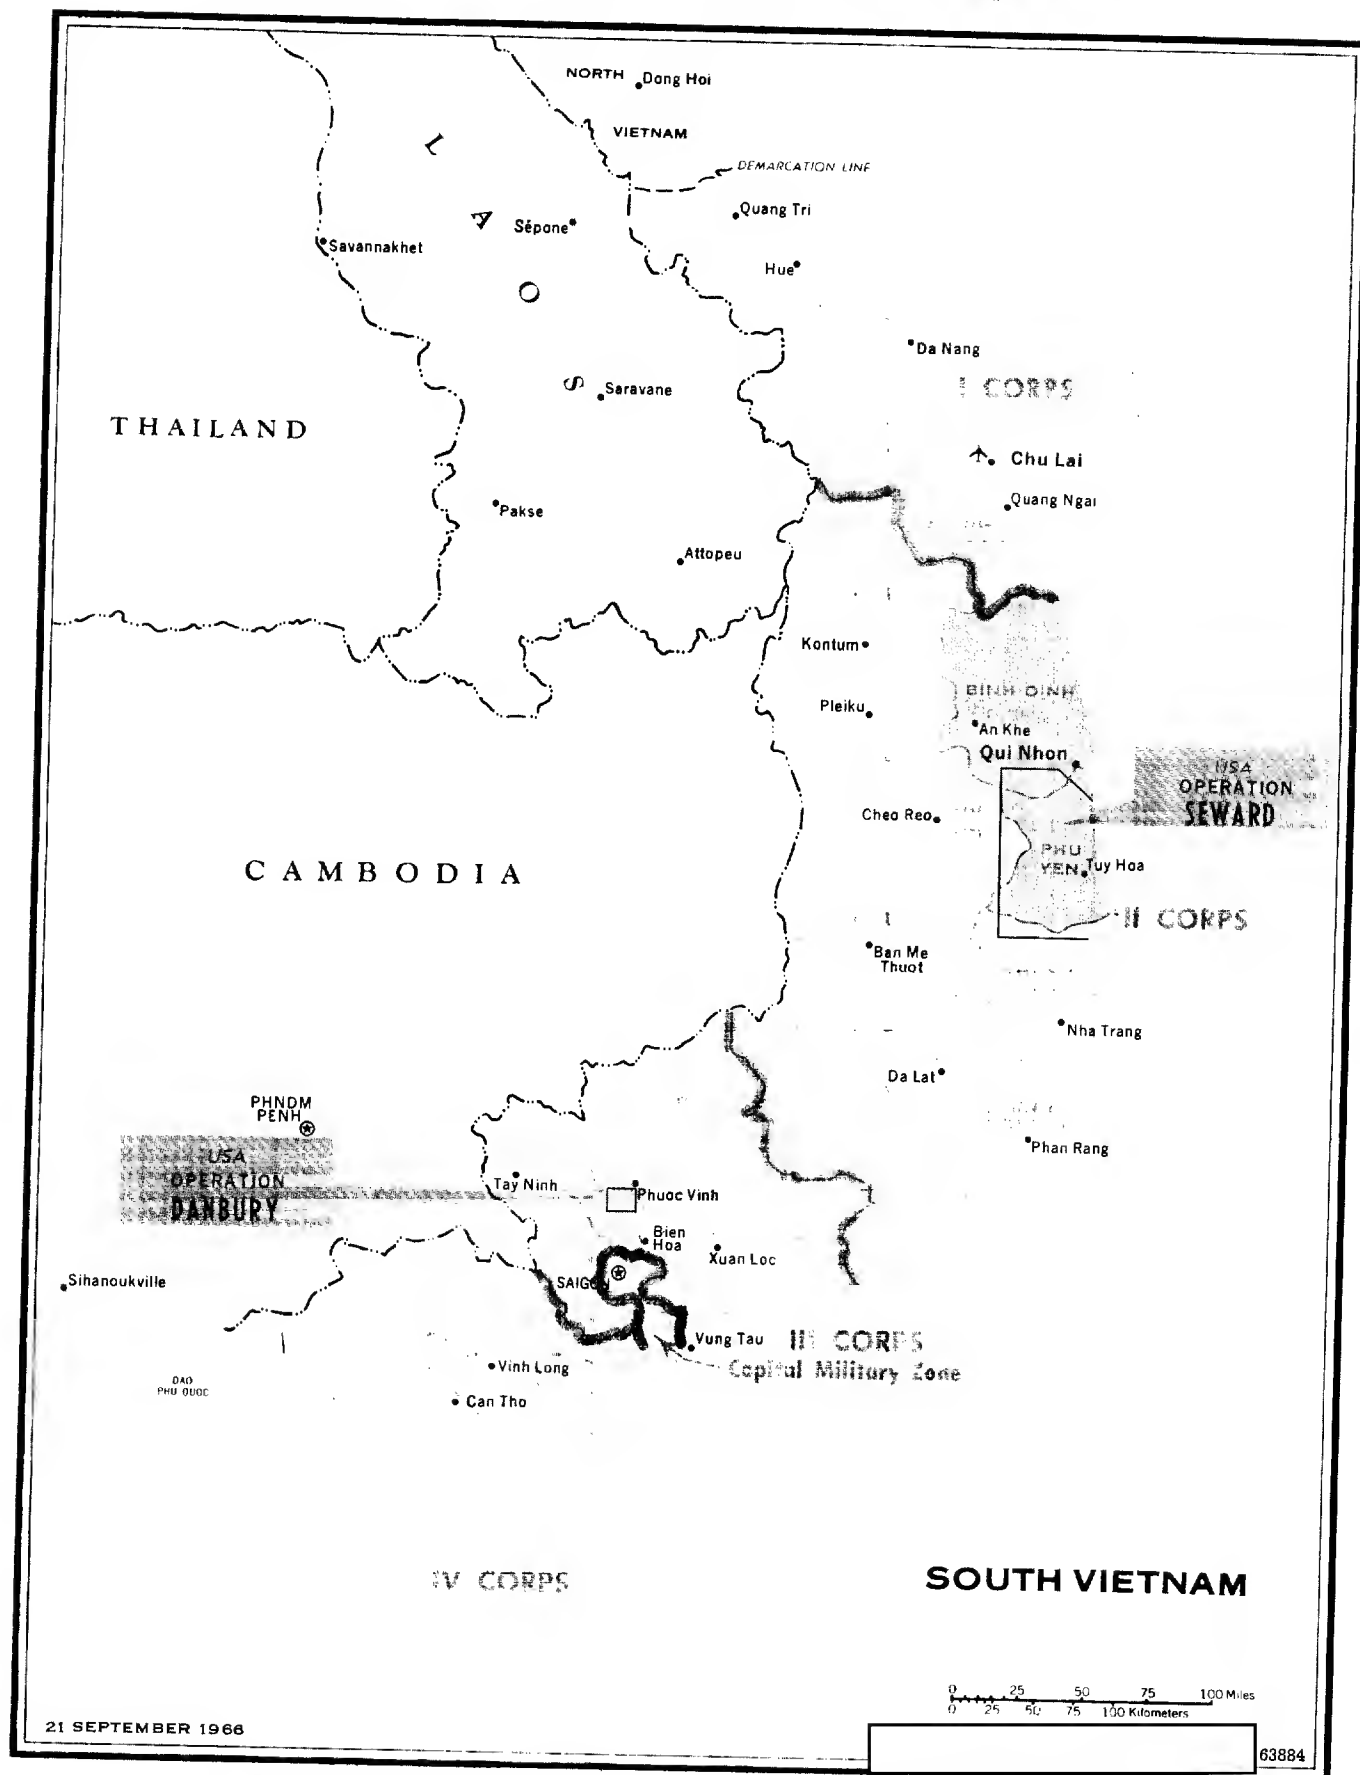 NORTH
Dong Hoi
VIETNAM
DEMARCATION LINE
L A O S
Sépone
Quang Tri
Savannakhet
Hue
Da Nang
I CORPS
Saravane
THAILAND
Chu Lai
Pakse
Quang Ngai
Attopeu
Kontum
BINH DINH
Pleiku
An Khe
Qui Nhon
USA
OPERATION
SEWARD
Cheo Reo
PHU
YEN
Tuy Hoa
CAMBODIA
II CORPS
Ban Me
Thuot
Nha Trang
Da Lat
PHNDM
PENH
Phan Rang
USA
OPERATION
DANBURY
Tay Ninh
Phuoc Vinh
Bien
Hoa
Xuan Loc
Sihanoukville
SAIGON
Vung Tau
III CORPS
Capital Military Zone
Vinh Long
DAO
PHU QUOC
Can Tho
IV CORPS
SOUTH VIETNAM
0 25 50 75 100 Miles
0 25 50 75 100 Kilometers
21 SEPTEMBER 1966
63884